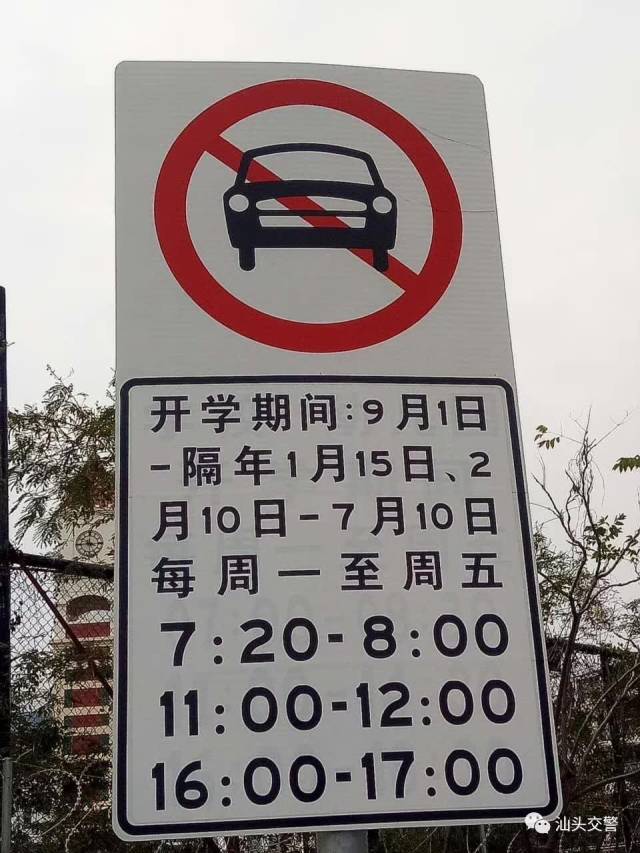 开学期间:9月1日
-隔年1月15日、2
月10日-7月10日
每周一至周五
7:20-8:00
11:00-12:00
16:00-17:00
汕头交警